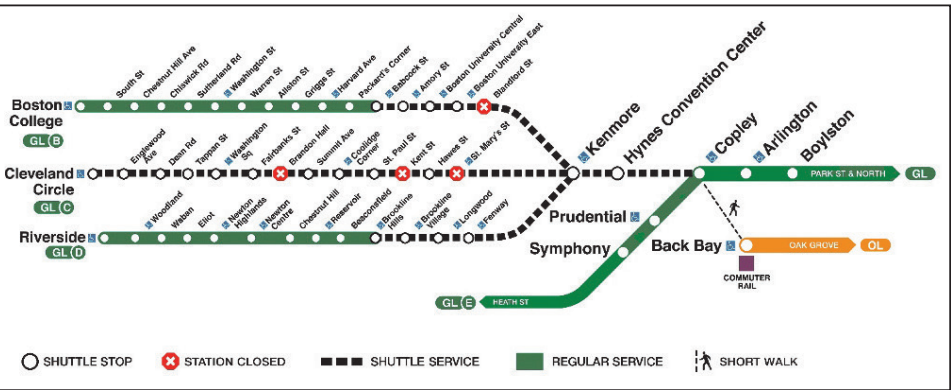 South St
Chestnut Hill Ave
Chiswick Rd
Sutherland Rd
Washington St
Warren St
Allston St
Griggs St
Harvard Ave
Packard's Corner
Babcock St
Amory St
Boston University Central
Boston University East
Blandford St
Boston
College
GL B
Englewood
Ave
Dean Rd
Tappan St
Washington
Sq
Fairbanks St
Brandon Hall
Summit Ave
Coolidge
Corner
St. Paul St
Kent St
Hawes St
St. Mary's St
Cleveland
Circle
GL C
Woodland
Waban
Eliot
Newton
Highlands
Newton
Centre
Chestnut Hill
Reservoir
Beaconsfield
Brookline
Hills
Brookline
Village
Longwood
Fenway
Riverside
GL D
Kenmore
Hynes Convention Center
Copley
Arlington
Boylston
PARK ST & NORTH
GL
Prudential
Symphony
Back Bay
OAK GROVE
OL
COMMUTER
RAIL
GL E
HEATH ST
SHUTTLE STOP
STATION CLOSED
SHUTTLE SERVICE
REGULAR SERVICE
SHORT WALK